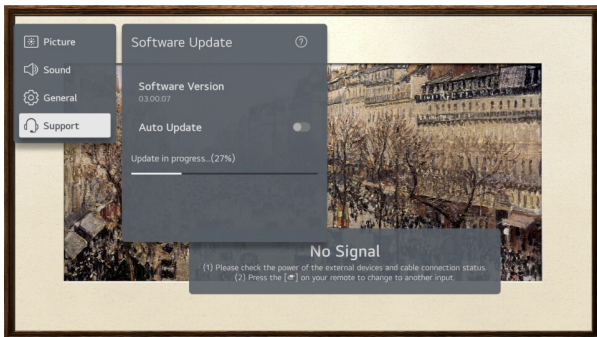 Picture
Sound
General
Support
Software Update
Software Version
03.00.07
Auto Update
Update in progress...(27%)
No Signal
(1) Please check the power of the external devices and cable connection status.
(2) Press the [ ] on your remote to change to another input.